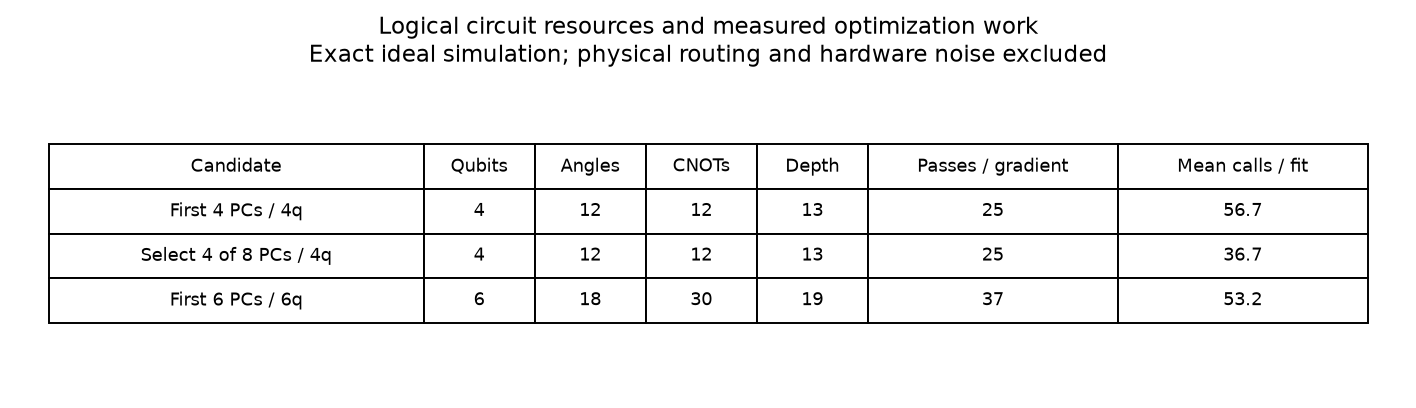 Logical circuit resources and measured optimization work
Exact ideal simulation; physical routing and hardware noise excluded
Candidate Qubits Angles CNOTs Depth Passes / gradient Mean calls / fit
First 4 PCs / 4q 4 12 12 13 25 56.7
Select 4 of 8 PCs / 4q 4 12 12 13 25 36.7
First 6 PCs / 6q 6 18 30 19 37 53.2